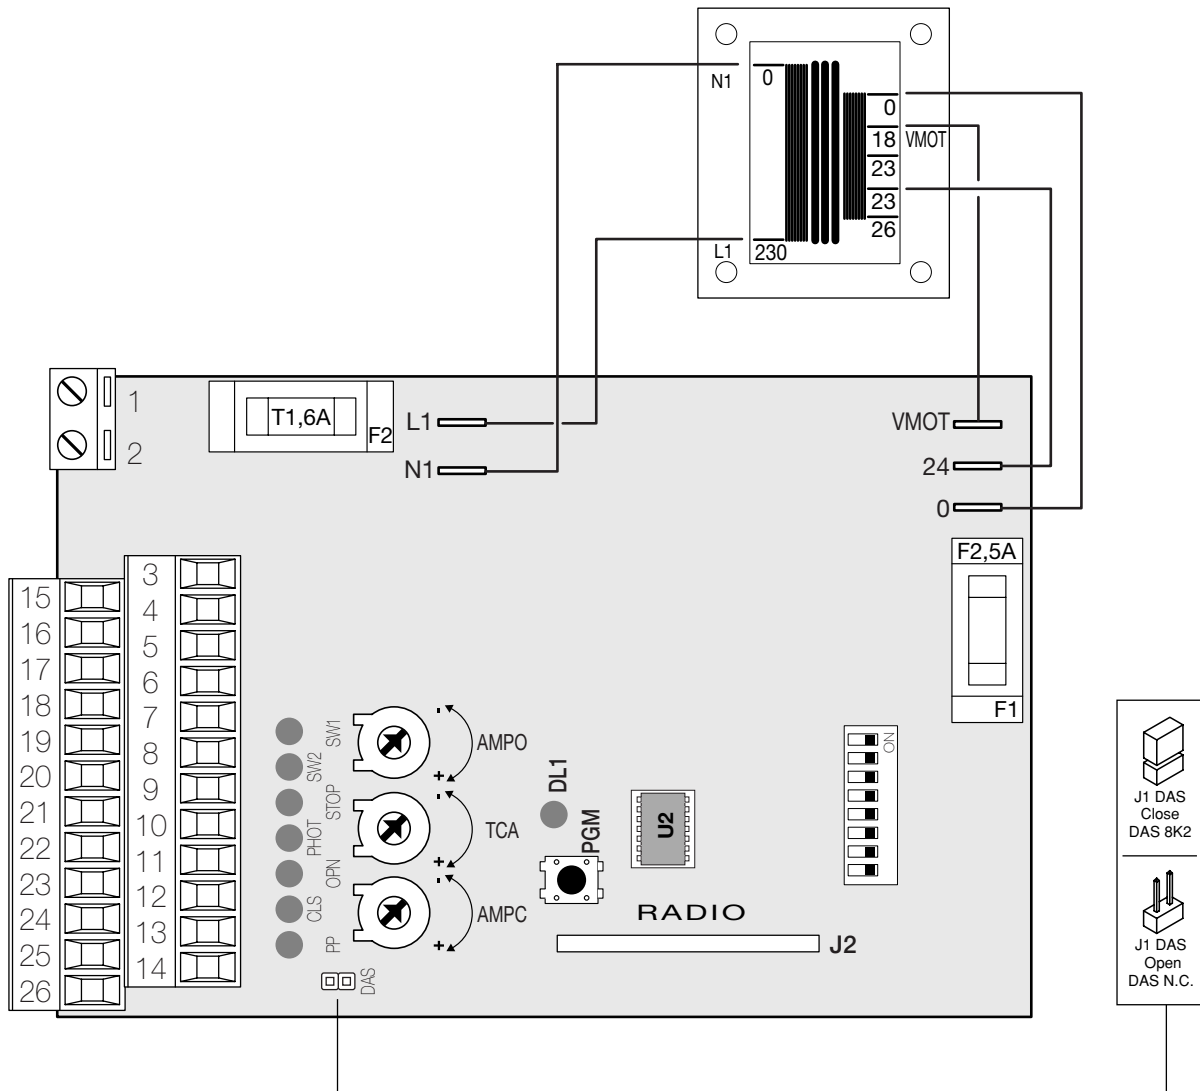 N1
0
0
18 VMOT
23
23
26
L1
230
1
2
T1,6A
F2
L1
N1
VMOT
24
0
F2,5A
F1
3
4
5
6
7
8
9
10
11
12
13
14
15
16
17
18
19
20
21
22
23
24
25
26
SW1
SW2
STOP
PHOT
OPN
CLS
PP
DAS
-
AMPO
+
-
TCA
+
-
AMPC
+
DL1
PGM
U2
ON
RADIO
J2
J1 DAS
Close
DAS 8K2
J1 DAS
Open
DAS N.C.